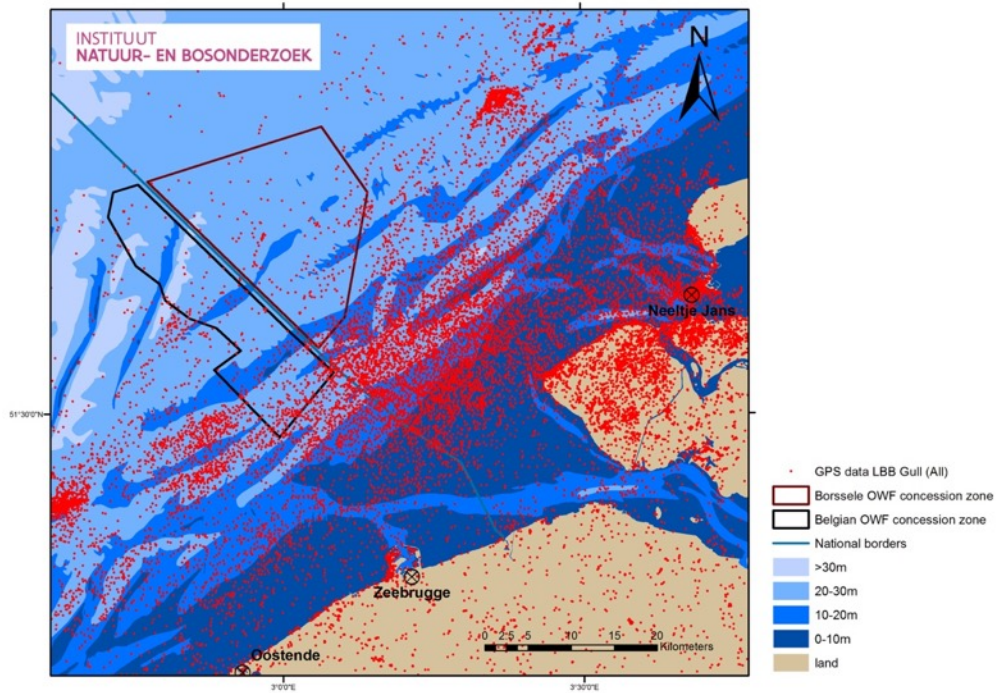 INSTITUUT
NATUUR- EN BOSONDERZOEK
N
Neeltje Jans
51°30'0"N
Zeebrugge
Oostende
0 2,5 5 10 15 20
Kilometers
3°0'0"E
3°30'0"E
GPS data LBB Gull (All)
Borssele OWF concession zone
Belgian OWF concession zone
National borders
>30m
20-30m
10-20m
0-10m
land